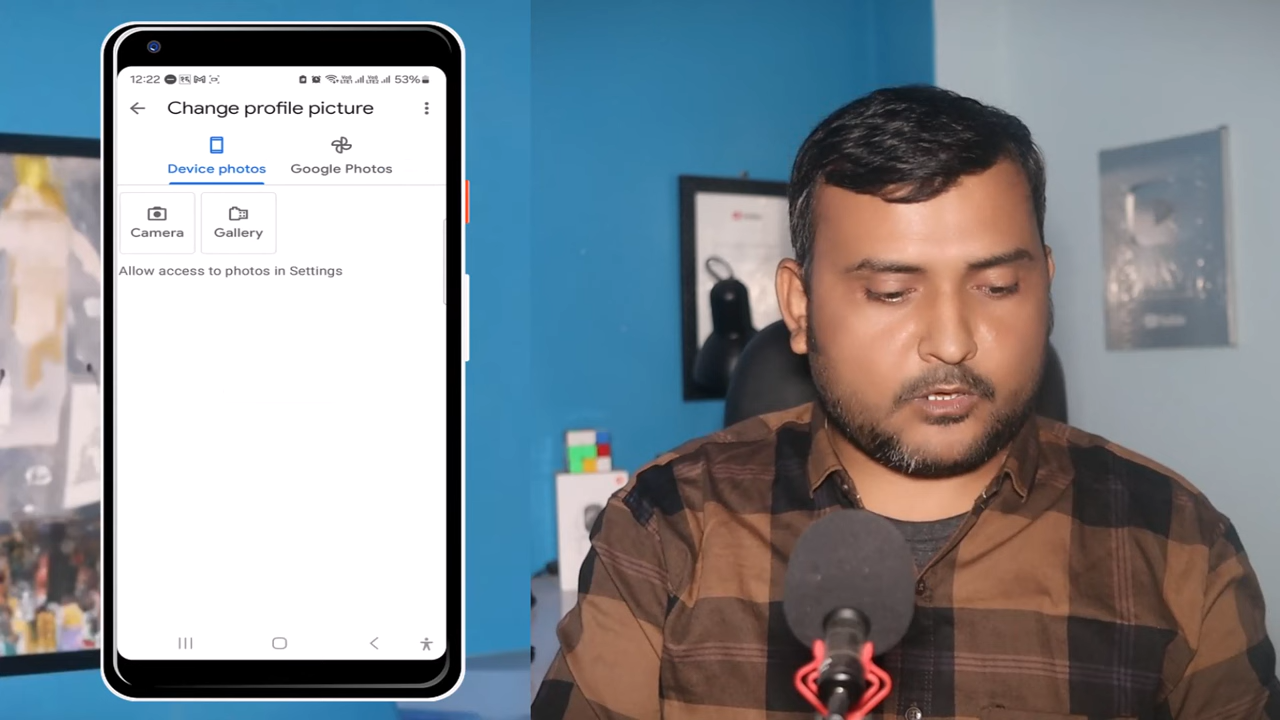 12:22
53%
Change profile picture
Device photos
Google Photos
Camera
Gallery
Allow access to photos in Settings